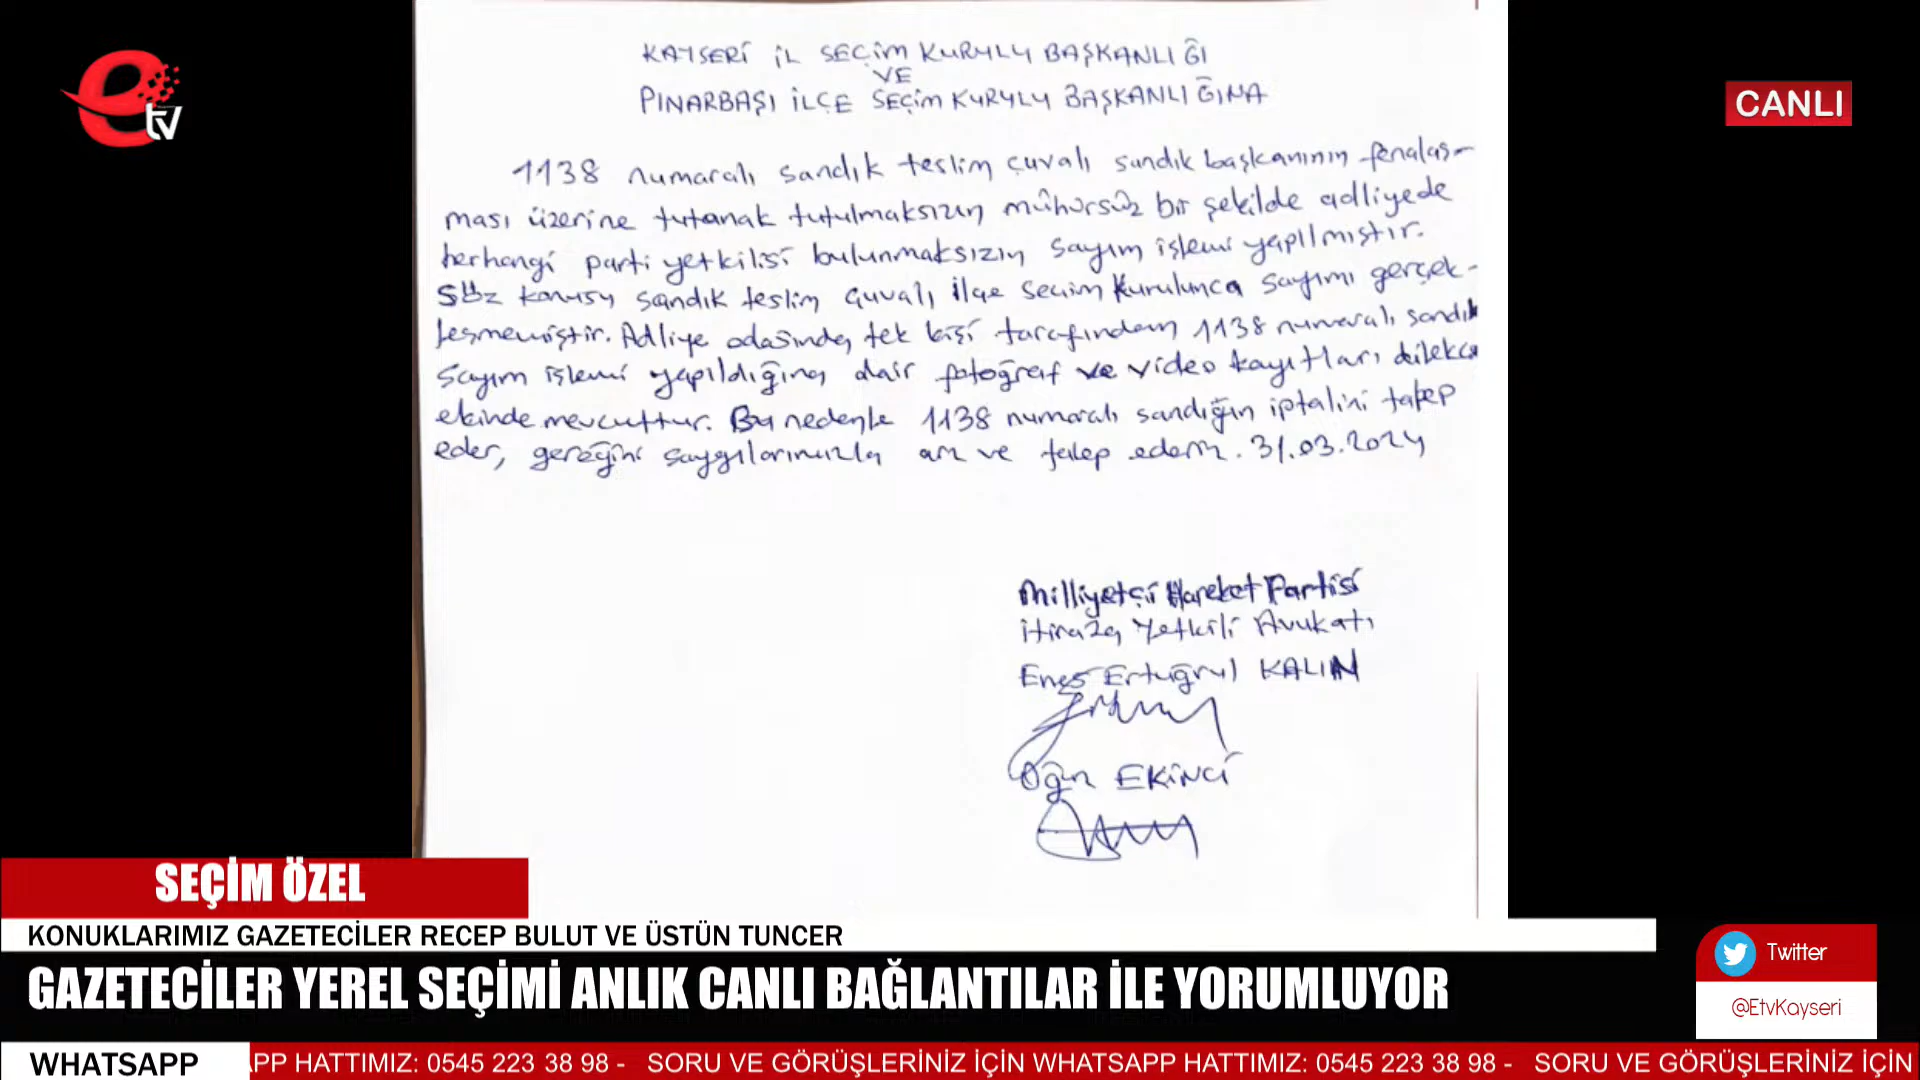 e
tv
CANLI
KAYSERİ İL SEÇİM KURULU BAŞKANLIĞI
VE
PINARBAŞI İLÇE SEÇİM KURULU BAŞKANLIĞINA
1138 numaralı sandık teslim çuvalı sandık başkanının fenalaş-
ması üzerine tutanak tutulmaksızın mühürsüz bir şekilde adliyede
herhangi parti yetkilisi bulunmaksızın sayım işlemi yapılmıştır.
Söz konusu sandık teslim çuvalı ilçe seçim kurulunca sayımı gerçek-
leşmemiştir. Adliye odasında tek kişi tarafından 1138 numaralı sandık
sayım işlemi yapıldığına dair fotoğraf ve video kayıtları dilekçe
ekinde mevcuttur. Bu nedenle 1138 numaralı sandığın iptalini talep
eder, gereğini saygılarımızla arz ve talep ederiz. 31.03.2024
Milliyetçi Hareket Partisi
İtiraza Yetkili Avukatı
Enes Ertuğrul KALIN
Oğn EKİNCİ
SEÇİM ÖZEL
KONUKLARIMIZ GAZETECİLER RECEP BULUT VE ÜSTÜN TUNCER
GAZETECİLER YEREL SEÇİMİ ANLIK CANLI BAĞLANTILAR İLE YORUMLUYOR
Twitter
@EtvKayseri
WHATSAPP
APP HATTIMIZ: 0545 223 38 98 - SORU VE GÖRÜŞLERİNİZ İÇİN WHATSAPP HATTIMIZ: 0545 223 38 98 - SORU VE GÖRÜŞLERİNİZ İÇİN